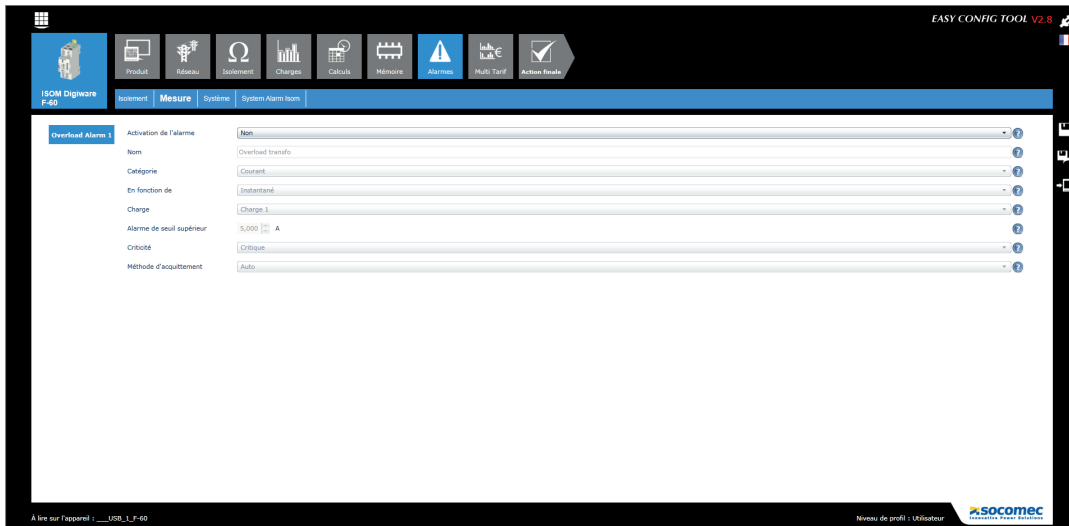 EASY CONFIG TOOL V2.8
Produit
Réseau
Isolement
Charges
Calculs
Mémoire
Alarmes
Multi Tarif
Action finale
ISOM Digiware
F-60
Isolement
Mesure
Système
System Alarm Isom
Overload Alarm 1
Activation de l'alarme
Non
Nom
Overload transfo
Catégorie
Courant
En fonction de
Instantané
Charge
Charge 1
Alarme de seuil supérieur
5,000 A
Criticité
Critique
Méthode d'acquittement
Auto
À lire sur l'appareil : ___USB_1_F-60
Niveau de profil : Utilisateur
socomec
Innovative Power Solutions